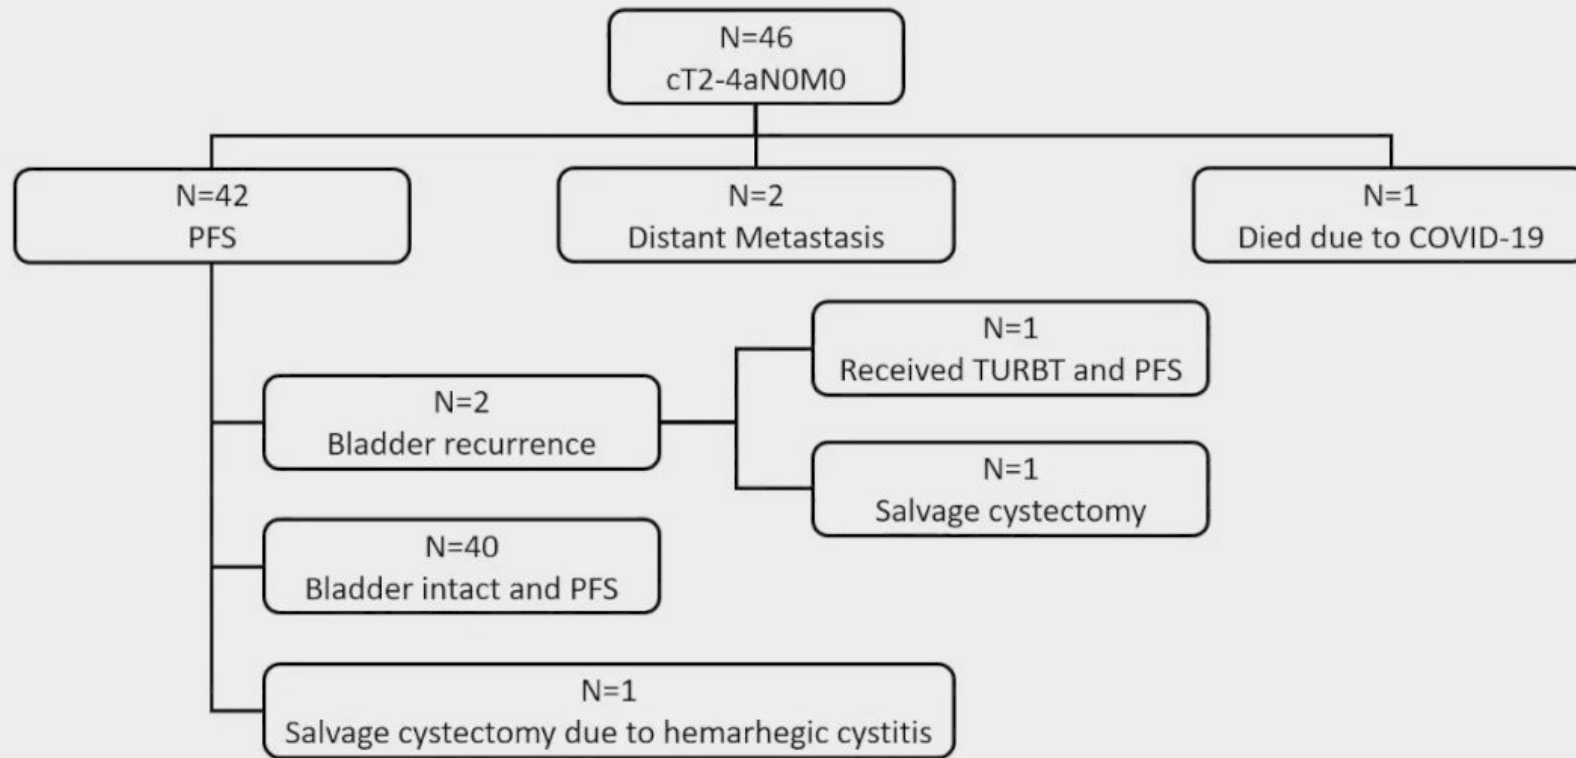 N=46
cT2-4aN0M0
N=42
PFS
N=2
Distant Metastasis
N=1
Died due to COVID-19
N=1
Received TURBT and PFS
N=2
Bladder recurrence
N=1
Salvage cystectomy
N=40
Bladder intact and PFS
N=1
Salvage cystectomy due to hemarhegic cystitis